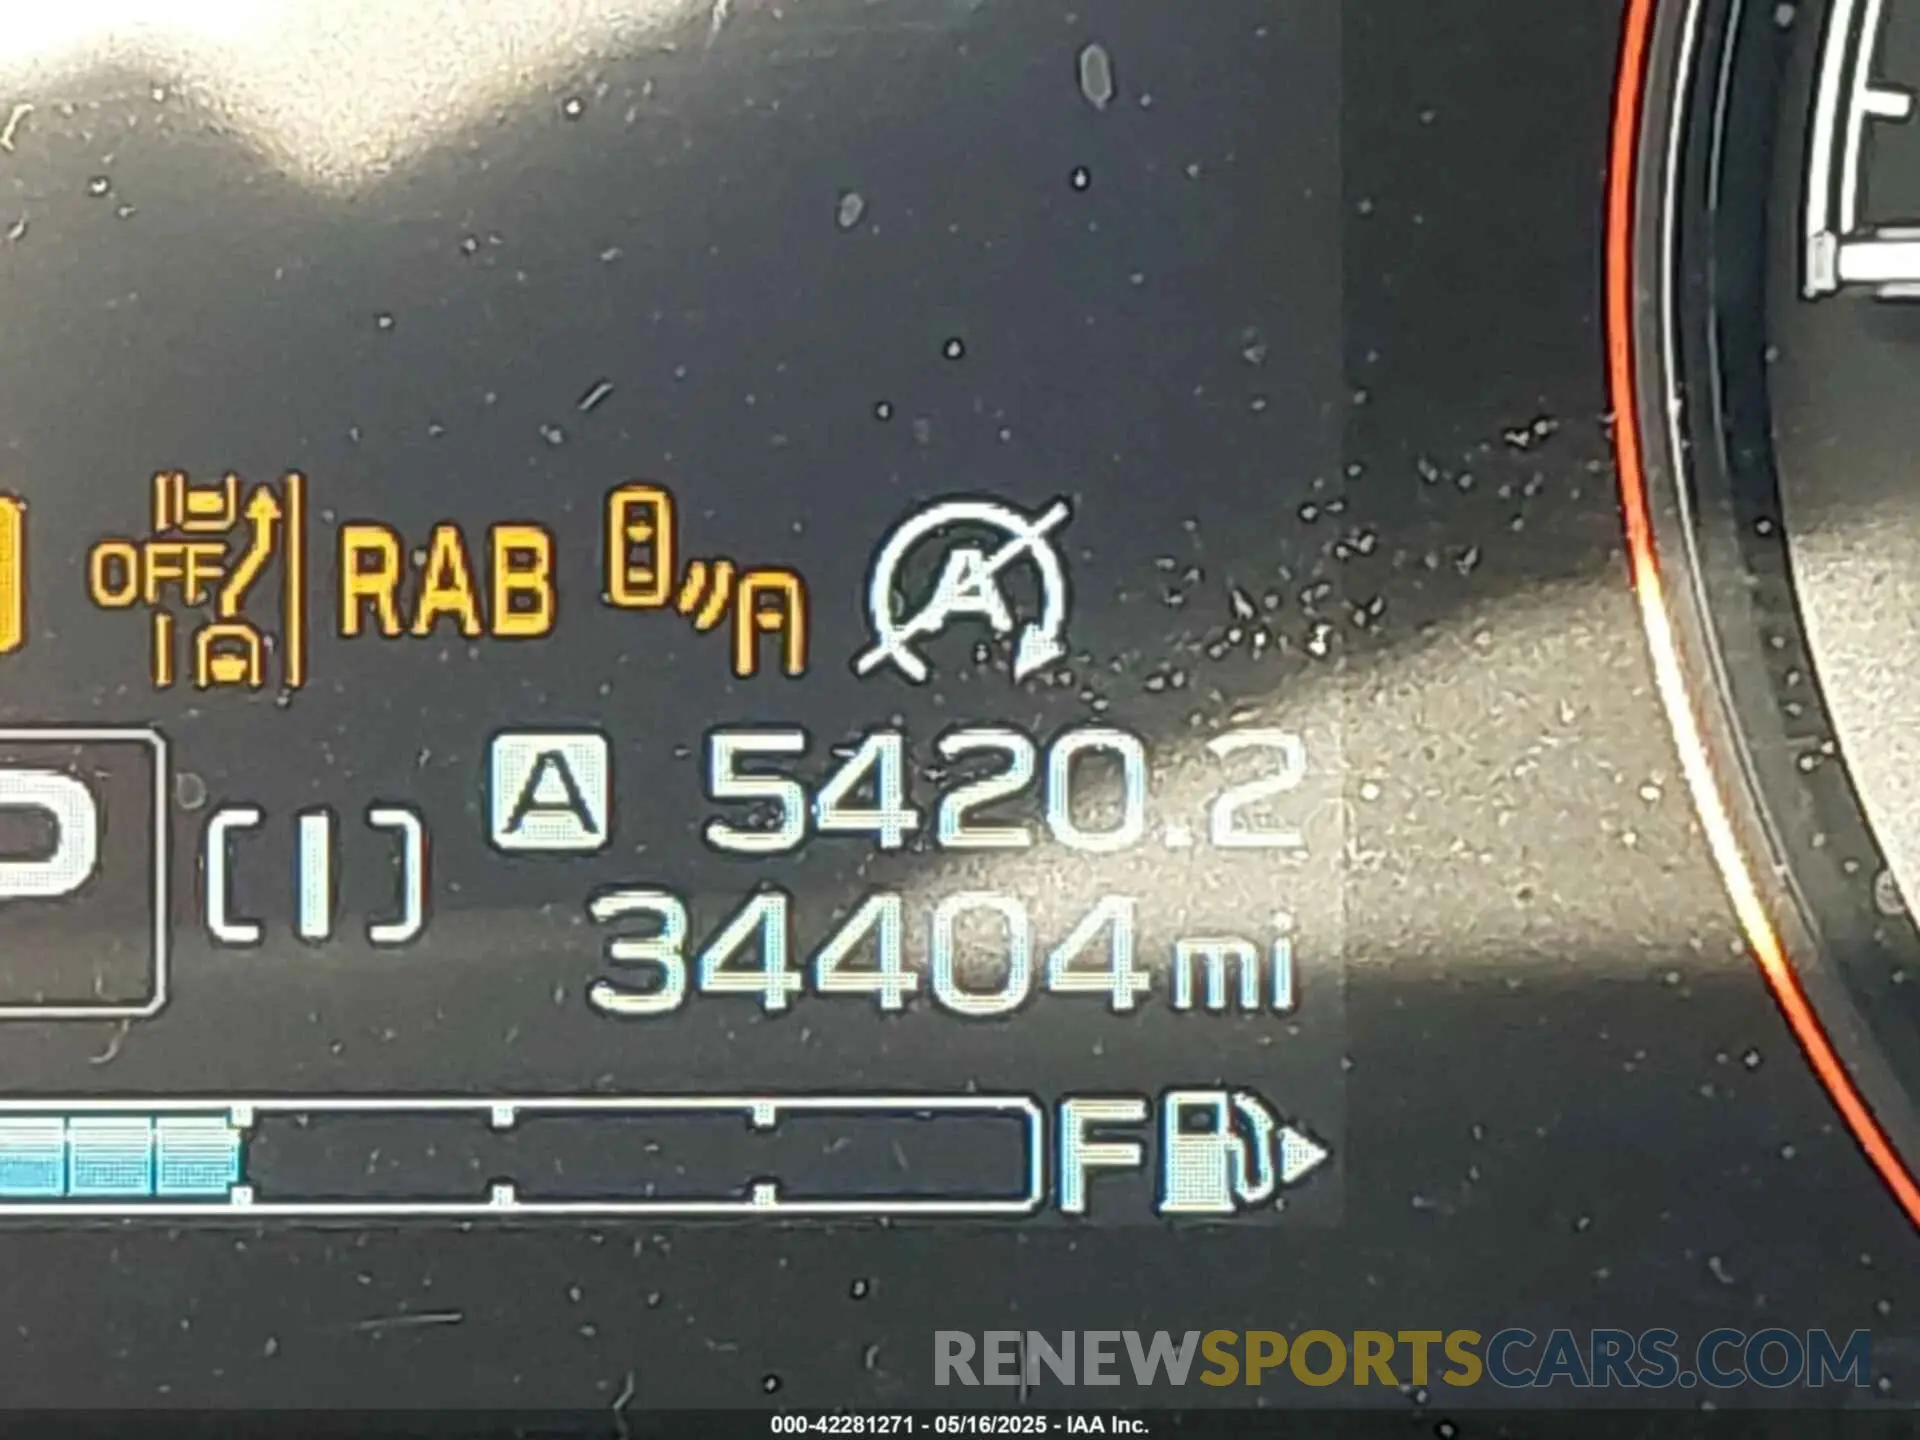 OFF RAB A
P A 5420.2
34404 mi
F
RENEWSPORTSCARS.COM
000-42281271 - 05/16/2025 - IAA Inc.